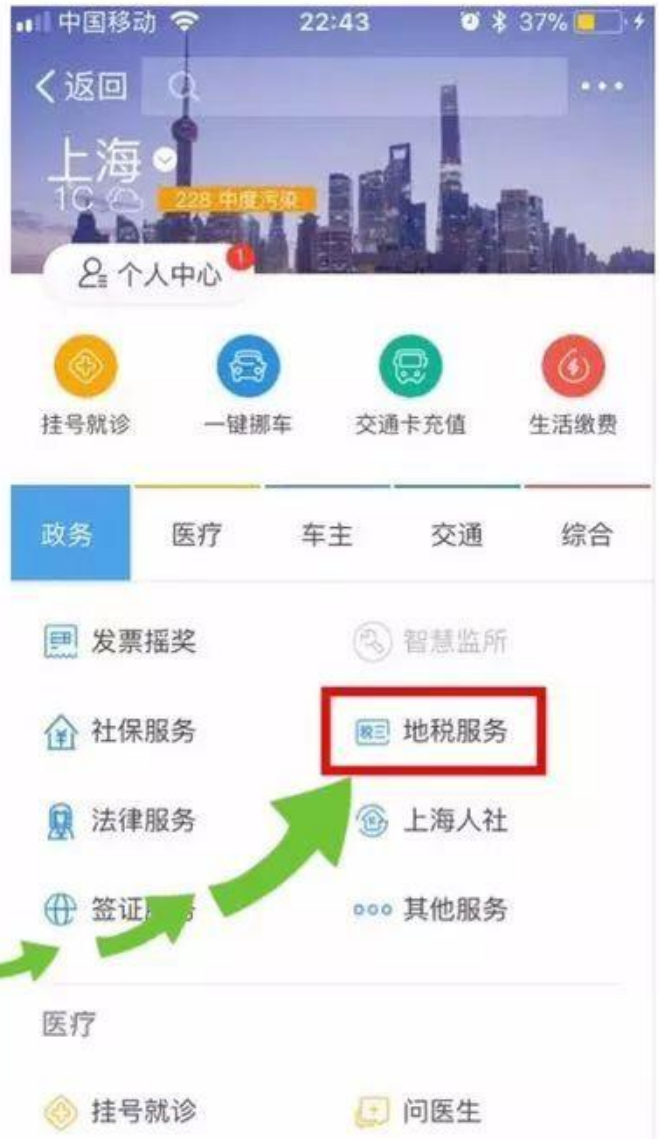 中国移动 22:43 37%
返回
上海
1C 228 中度污染
个人中心 1
挂号就诊 一键挪车 交通卡充值 生活缴费
政务 医疗 车主 交通 综合
发票摇奖 智慧监所
社保服务 税 地税服务
法律服务 上海人社
签证 其他服务
医疗
挂号就诊 问医生